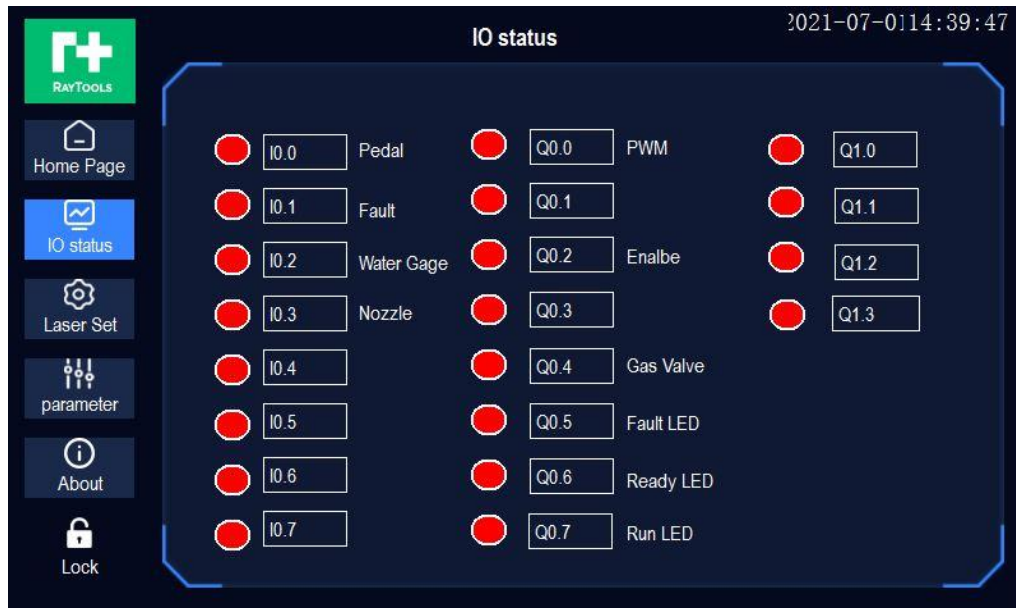 IO status
2021-07-01 14:39:47
RAYTOOLS
Home Page
IO status
Laser Set
parameter
About
Lock
I0.0 Pedal
I0.1 Fault
I0.2 Water Gage
I0.3 Nozzle
I0.4
I0.5
I0.6
I0.7
Q0.0 PWM
Q0.1
Q0.2 Enalbe
Q0.3
Q0.4 Gas Valve
Q0.5 Fault LED
Q0.6 Ready LED
Q0.7 Run LED
Q1.0
Q1.1
Q1.2
Q1.3